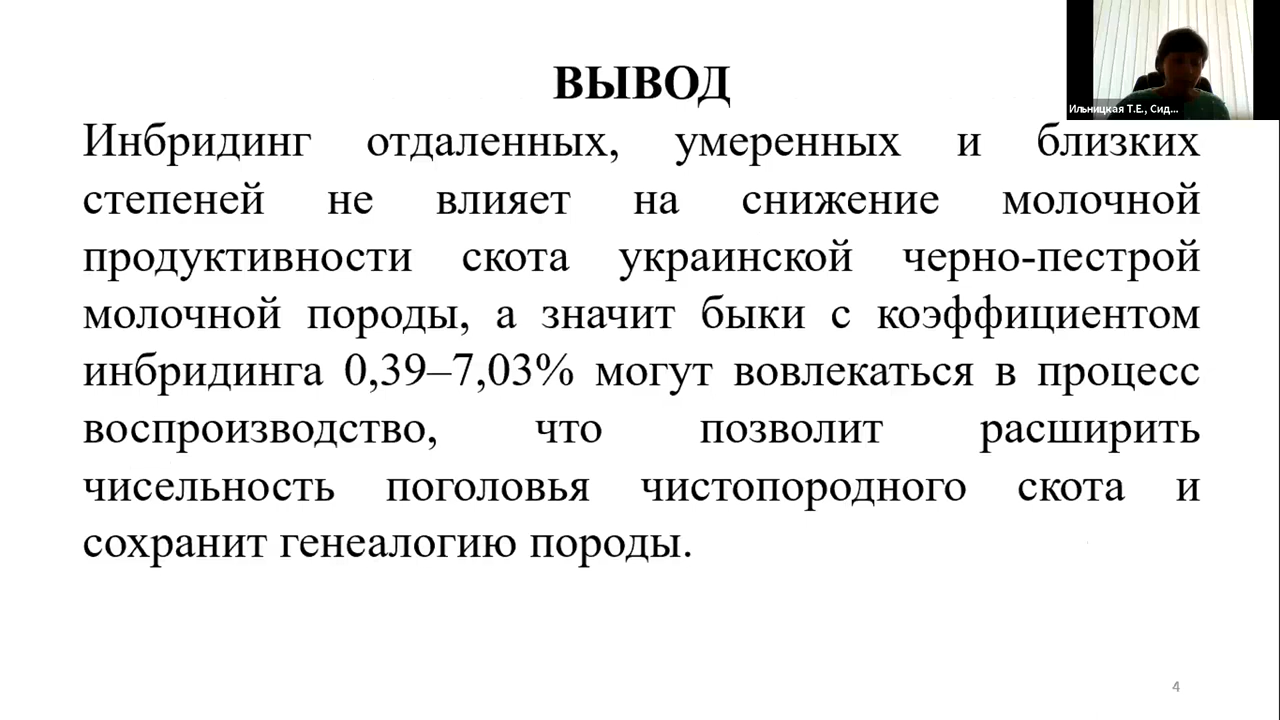 ВЫВОД
Ильницкая Т.Е., Сид...
Инбридинг отдаленных, умеренных и близких
степеней не влияет на снижение молочной
продуктивности скота украинской черно-пестрой
молочной породы, а значит быки с коэффициентом
инбридинга 0,39–7,03% могут вовлекаться в процесс
воспроизводство, что позволит расширить
чисельность поголовья чистопородного скота и
сохранит генеалогию породы.
4